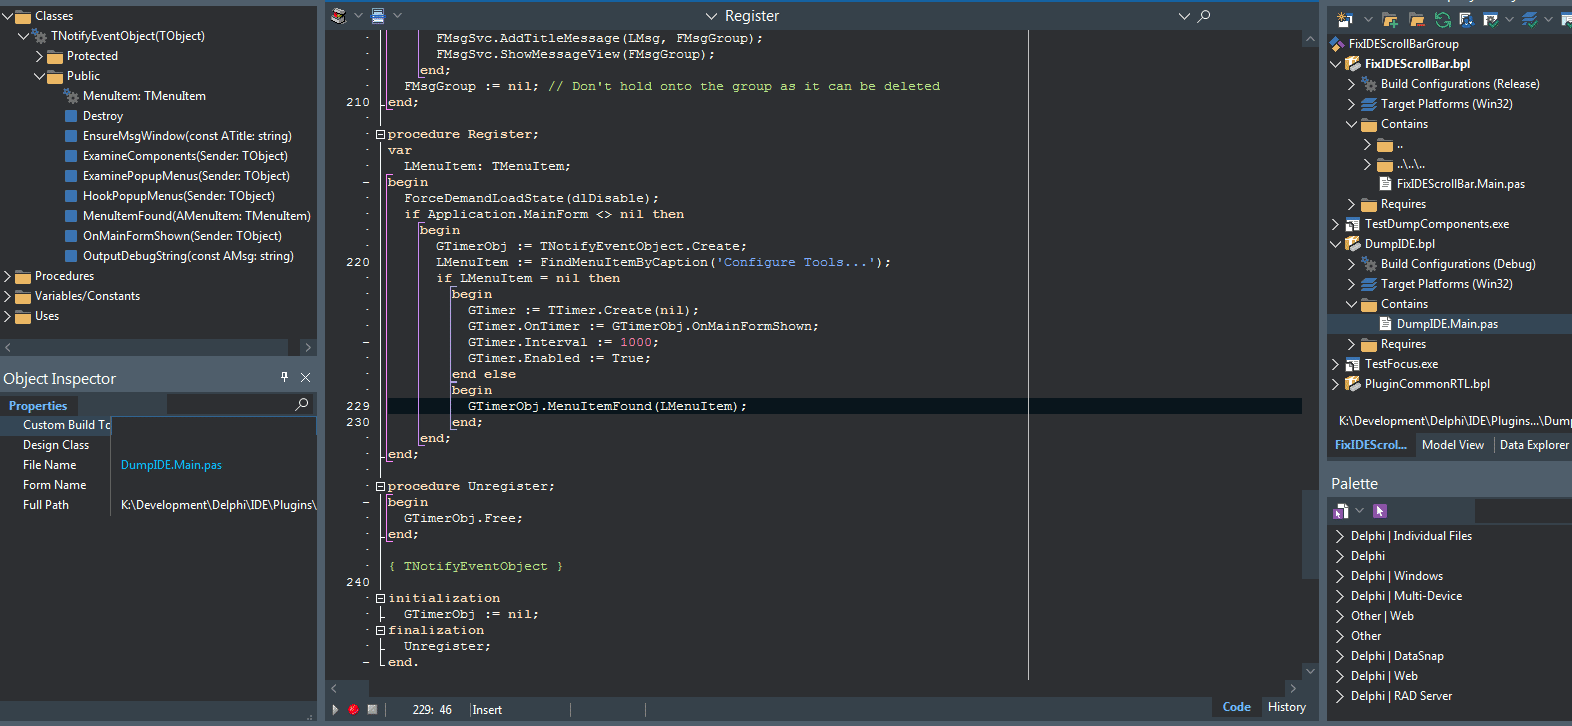 Classes
TNotifyEventObject(TObject)
Protected
Public
MenuItem: TMenuItem
Destroy
EnsureMsgWindow(const ATitle: string)
ExamineComponents(Sender: TObject)
ExaminePopupMenus(Sender: TObject)
HookPopupMenus(Sender: TObject)
MenuItemFound(AMenuItem: TMenuItem)
OnMainFormShown(Sender: TObject)
OutputDebugString(const AMsg: string)
Procedures
Variables/Constants
Uses
Object Inspector
Properties
Custom Build To
Design Class
File Name DumpIDE.Main.pas
Form Name
Full Path K:\Development\Delphi\IDE\Plugins\
Register
FMsgSvc.AddTitleMessage(LMsg, FMsgGroup);
FMsgSvc.ShowMessageView(FMsgGroup);
end;
FMsgGroup := nil; // Don't hold onto the group as it can be deleted
210 end;
procedure Register;
var
LMenuItem: TMenuItem;
begin
ForceDemandLoadState(dlDisable);
if Application.MainForm <> nil then
begin
GTimerObj := TNotifyEventObject.Create;
220 LMenuItem := FindMenuItemByCaption('Configure Tools...');
if LMenuItem = nil then
begin
GTimer := TTimer.Create(nil);
GTimer.OnTimer := GTimerObj.OnMainFormShown;
GTimer.Interval := 1000;
GTimer.Enabled := True;
end else
begin
229 GTimerObj.MenuItemFound(LMenuItem);
230 end;
end;
end;
procedure Unregister;
begin
GTimerObj.Free;
end;
{ TNotifyEventObject }
240
initialization
GTimerObj := nil;
finalization
Unregister;
end.
229: 46 Insert
Code History
FixIDEScrollBarGroup
FixIDEScrollBar.bpl
Build Configurations (Release)
Target Platforms (Win32)
Contains
..
..\..\..
FixIDEScrollBar.Main.pas
Requires
TestDumpComponents.exe
DumpIDE.bpl
Build Configurations (Debug)
Target Platforms (Win32)
Contains
DumpIDE.Main.pas
Requires
TestFocus.exe
PluginCommonRTL.bpl
K:\Development\Delphi\IDE\Plugins...\Dump
FixIDEScrol... Model View Data Explorer
Palette
Delphi | Individual Files
Delphi
Delphi | Windows
Delphi | Multi-Device
Other | Web
Other
Delphi | DataSnap
Delphi | Web
Delphi | RAD Server